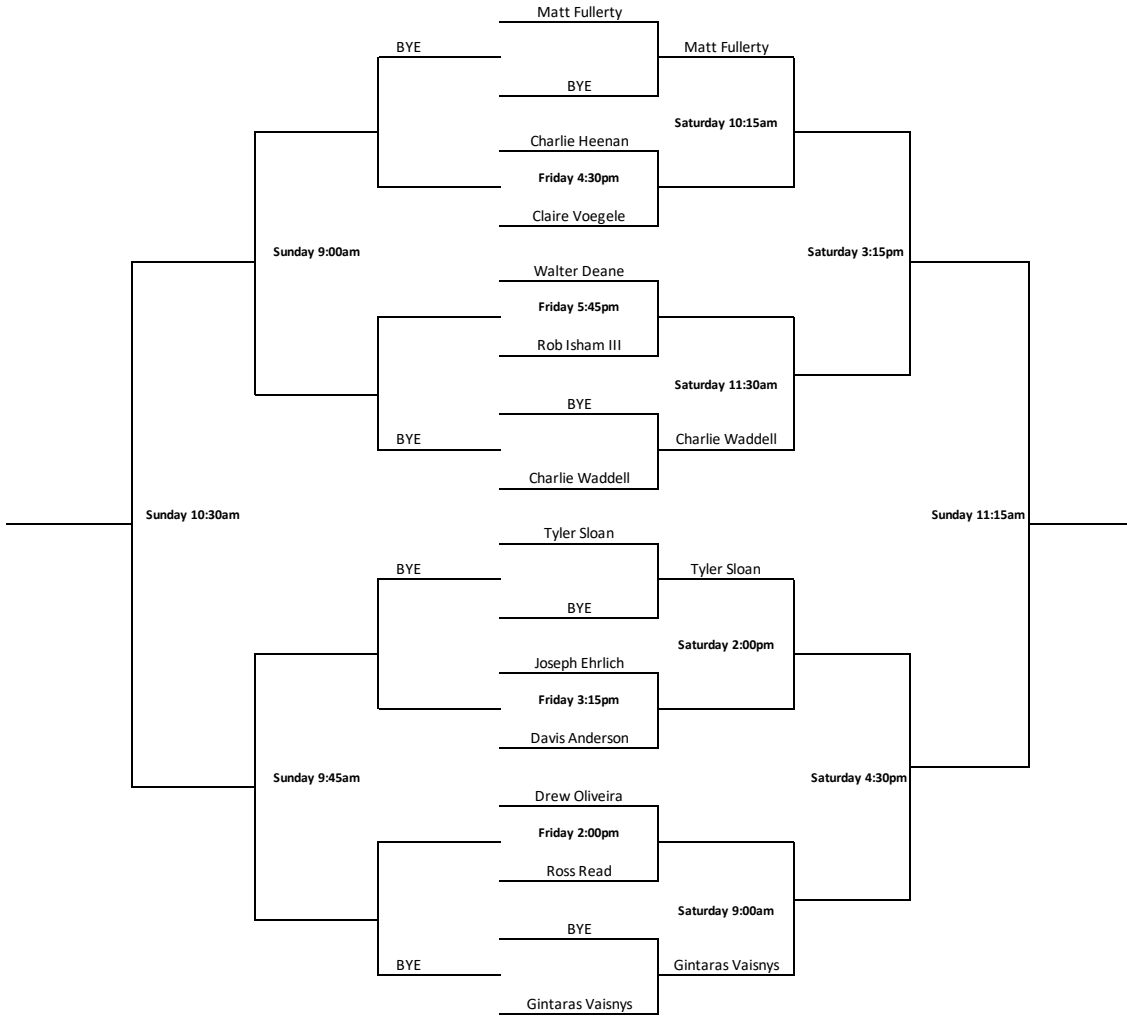 Matt Fullerty
BYE
Matt Fullerty
BYE
Saturday 10:15am
Charlie Heenan
Friday 4:30pm
Claire Voegele
Sunday 9:00am
Saturday 3:15pm
Walter Deane
Friday 5:45pm
Rob Isham III
Saturday 11:30am
BYE
BYE
Charlie Waddell
Charlie Waddell
Sunday 10:30am
Sunday 11:15am
Tyler Sloan
BYE
Tyler Sloan
BYE
Saturday 2:00pm
Joseph Ehrlich
Friday 3:15pm
Davis Anderson
Sunday 9:45am
Saturday 4:30pm
Drew Oliveira
Friday 2:00pm
Ross Read
Saturday 9:00am
BYE
BYE
Gintaras Vaisnys
Gintaras Vaisnys